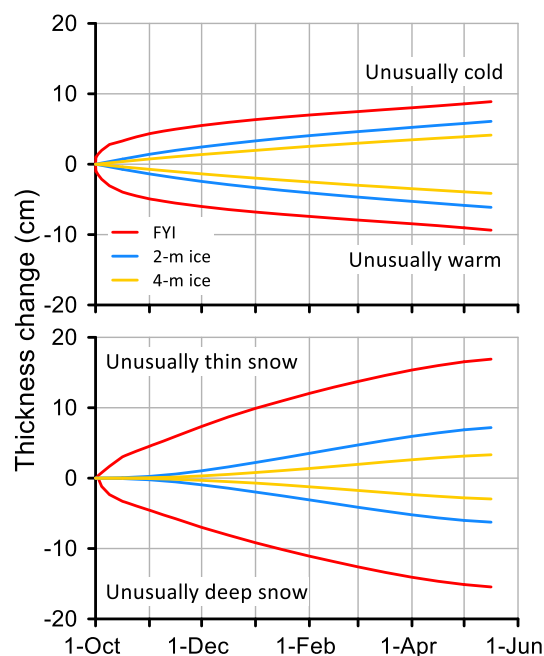 Thickness change (cm)
20
10
0
-10
-20
Unusually cold
FYI
2-m ice
4-m ice
Unusually warm
20
10
0
-10
-20
Unusually thin snow
Unusually deep snow
1-Oct 1-Dec 1-Feb 1-Apr 1-Jun